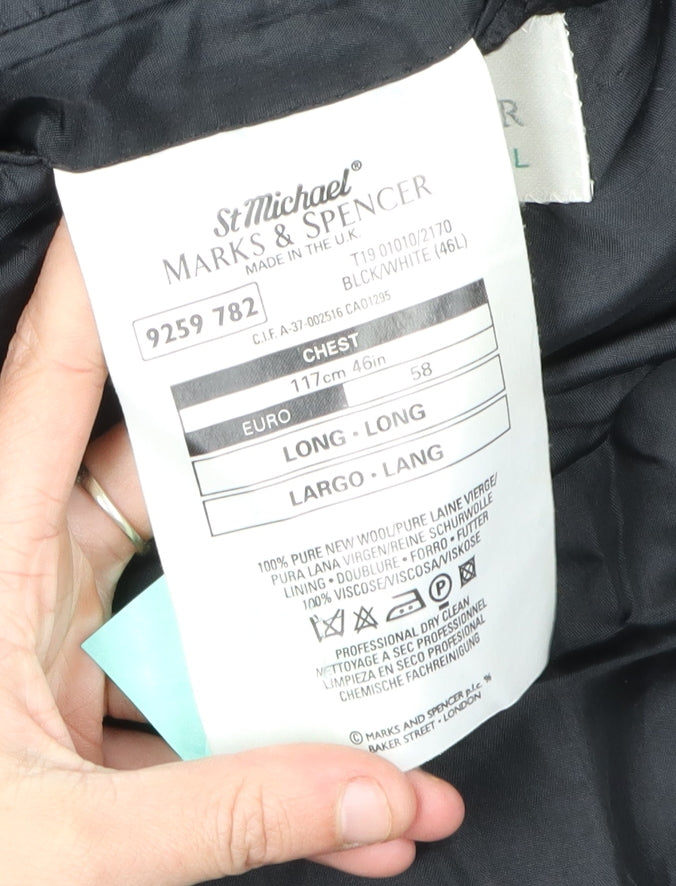 St Michael®
MARKS & SPENCER
MADE IN THE U.K.
T19 01010/2170
BLCK/WHITE (46L)
9259 782
C.I.F. A-37-002516 CA01295
CHEST
117cm 46in
EURO 58
LONG • LONG
LARGO • LANG
100% PURE NEW WOOL/PURE LAINE VIERGE/
PURA LANA VIRGEN/REINE SCHURWOLLE
LINING • DOUBLURE • FORRO • FUTTER
100% VISCOSE/VISCOSA/VISKOSE
P
PROFESSIONAL DRY CLEAN
NETTOYAGE A SEC PROFESSIONNEL
LIMPIEZA EN SECO PROFESIONAL
CHEMISCHE FACHREINIGUNG
© MARKS AND SPENCER p.l.c. %
BAKER STREET • LONDON
R
L